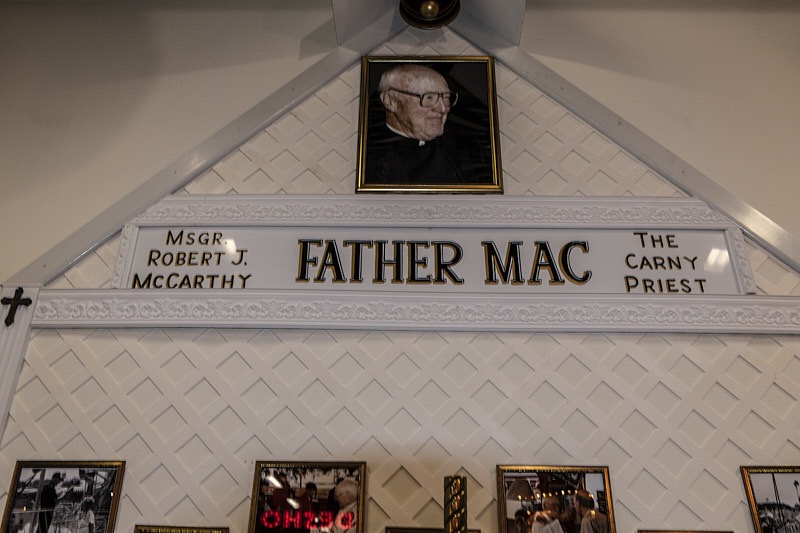 MSGR.
ROBERT J.
MCCARTHY
FATHER MAC
THE
CARNY
PRIEST